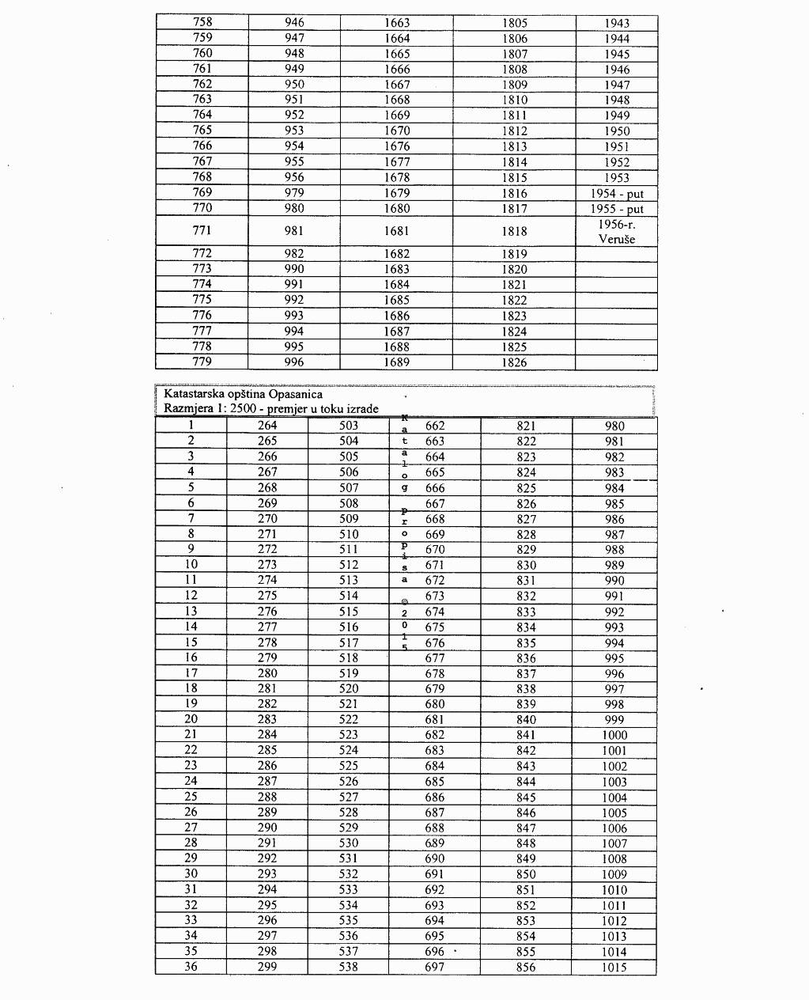 758 946 1663 1805 1943
759 947 1664 1806 1944
760 948 1665 1807 1945
761 949 1666 1808 1946
762 950 1667 1809 1947
763 951 1668 1810 1948
764 952 1669 1811 1949
765 953 1670 1812 1950
766 954 1676 1813 1951
767 955 1677 1814 1952
768 956 1678 1815 1953
769 979 1679 1816 1954 - put
770 980 1680 1817 1955 - put
771 981 1681 1818 1956-r. Veruše
772 982 1682 1819
773 990 1683 1820
774 991 1684 1821
775 992 1685 1822
776 993 1686 1823
777 994 1687 1824
778 995 1688 1825
779 996 1689 1826
Katastarska opština Opasanica
Razmjera 1: 2500 - premjer u toku izrade
1 264 503 662 821 980
2 265 504 663 822 981
3 266 505 664 823 982
4 267 506 665 824 983
5 268 507 666 825 984
6 269 508 667 826 985
7 270 509 668 827 986
8 271 510 669 828 987
9 272 511 670 829 988
10 273 512 671 830 989
11 274 513 672 831 990
12 275 514 673 832 991
13 276 515 674 833 992
14 277 516 675 834 993
15 278 517 676 835 994
16 279 518 677 836 995
17 280 519 678 837 996
18 281 520 679 838 997
19 282 521 680 839 998
20 283 522 681 840 999
21 284 523 682 841 1000
22 285 524 683 842 1001
23 286 525 684 843 1002
24 287 526 685 844 1003
25 288 527 686 845 1004
26 289 528 687 846 1005
27 290 529 688 847 1006
28 291 530 689 848 1007
29 292 531 690 849 1008
30 293 532 691 850 1009
31 294 533 692 851 1010
32 295 534 693 852 1011
33 296 535 694 853 1012
34 297 536 695 854 1013
35 298 537 696 855 1014
36 299 538 697 856 1015
Katalog Propisa ©2015